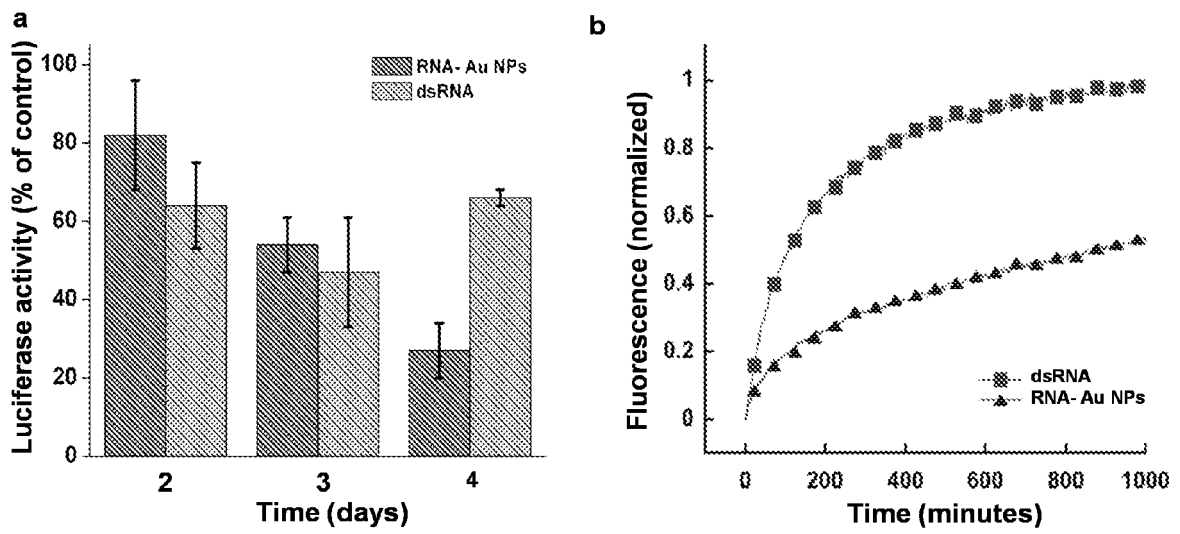 a
Luciferase activity (% of control)
100
80
60
40
20
0
RNA- Au NPs
dsRNA
2
3
4
Time (days)
b
Fluorescence (normalized)
1
0.8
0.6
0.4
0.2
0
dsRNA
RNA- Au NPs
0
200
400
600
800
1000
Time (minutes)